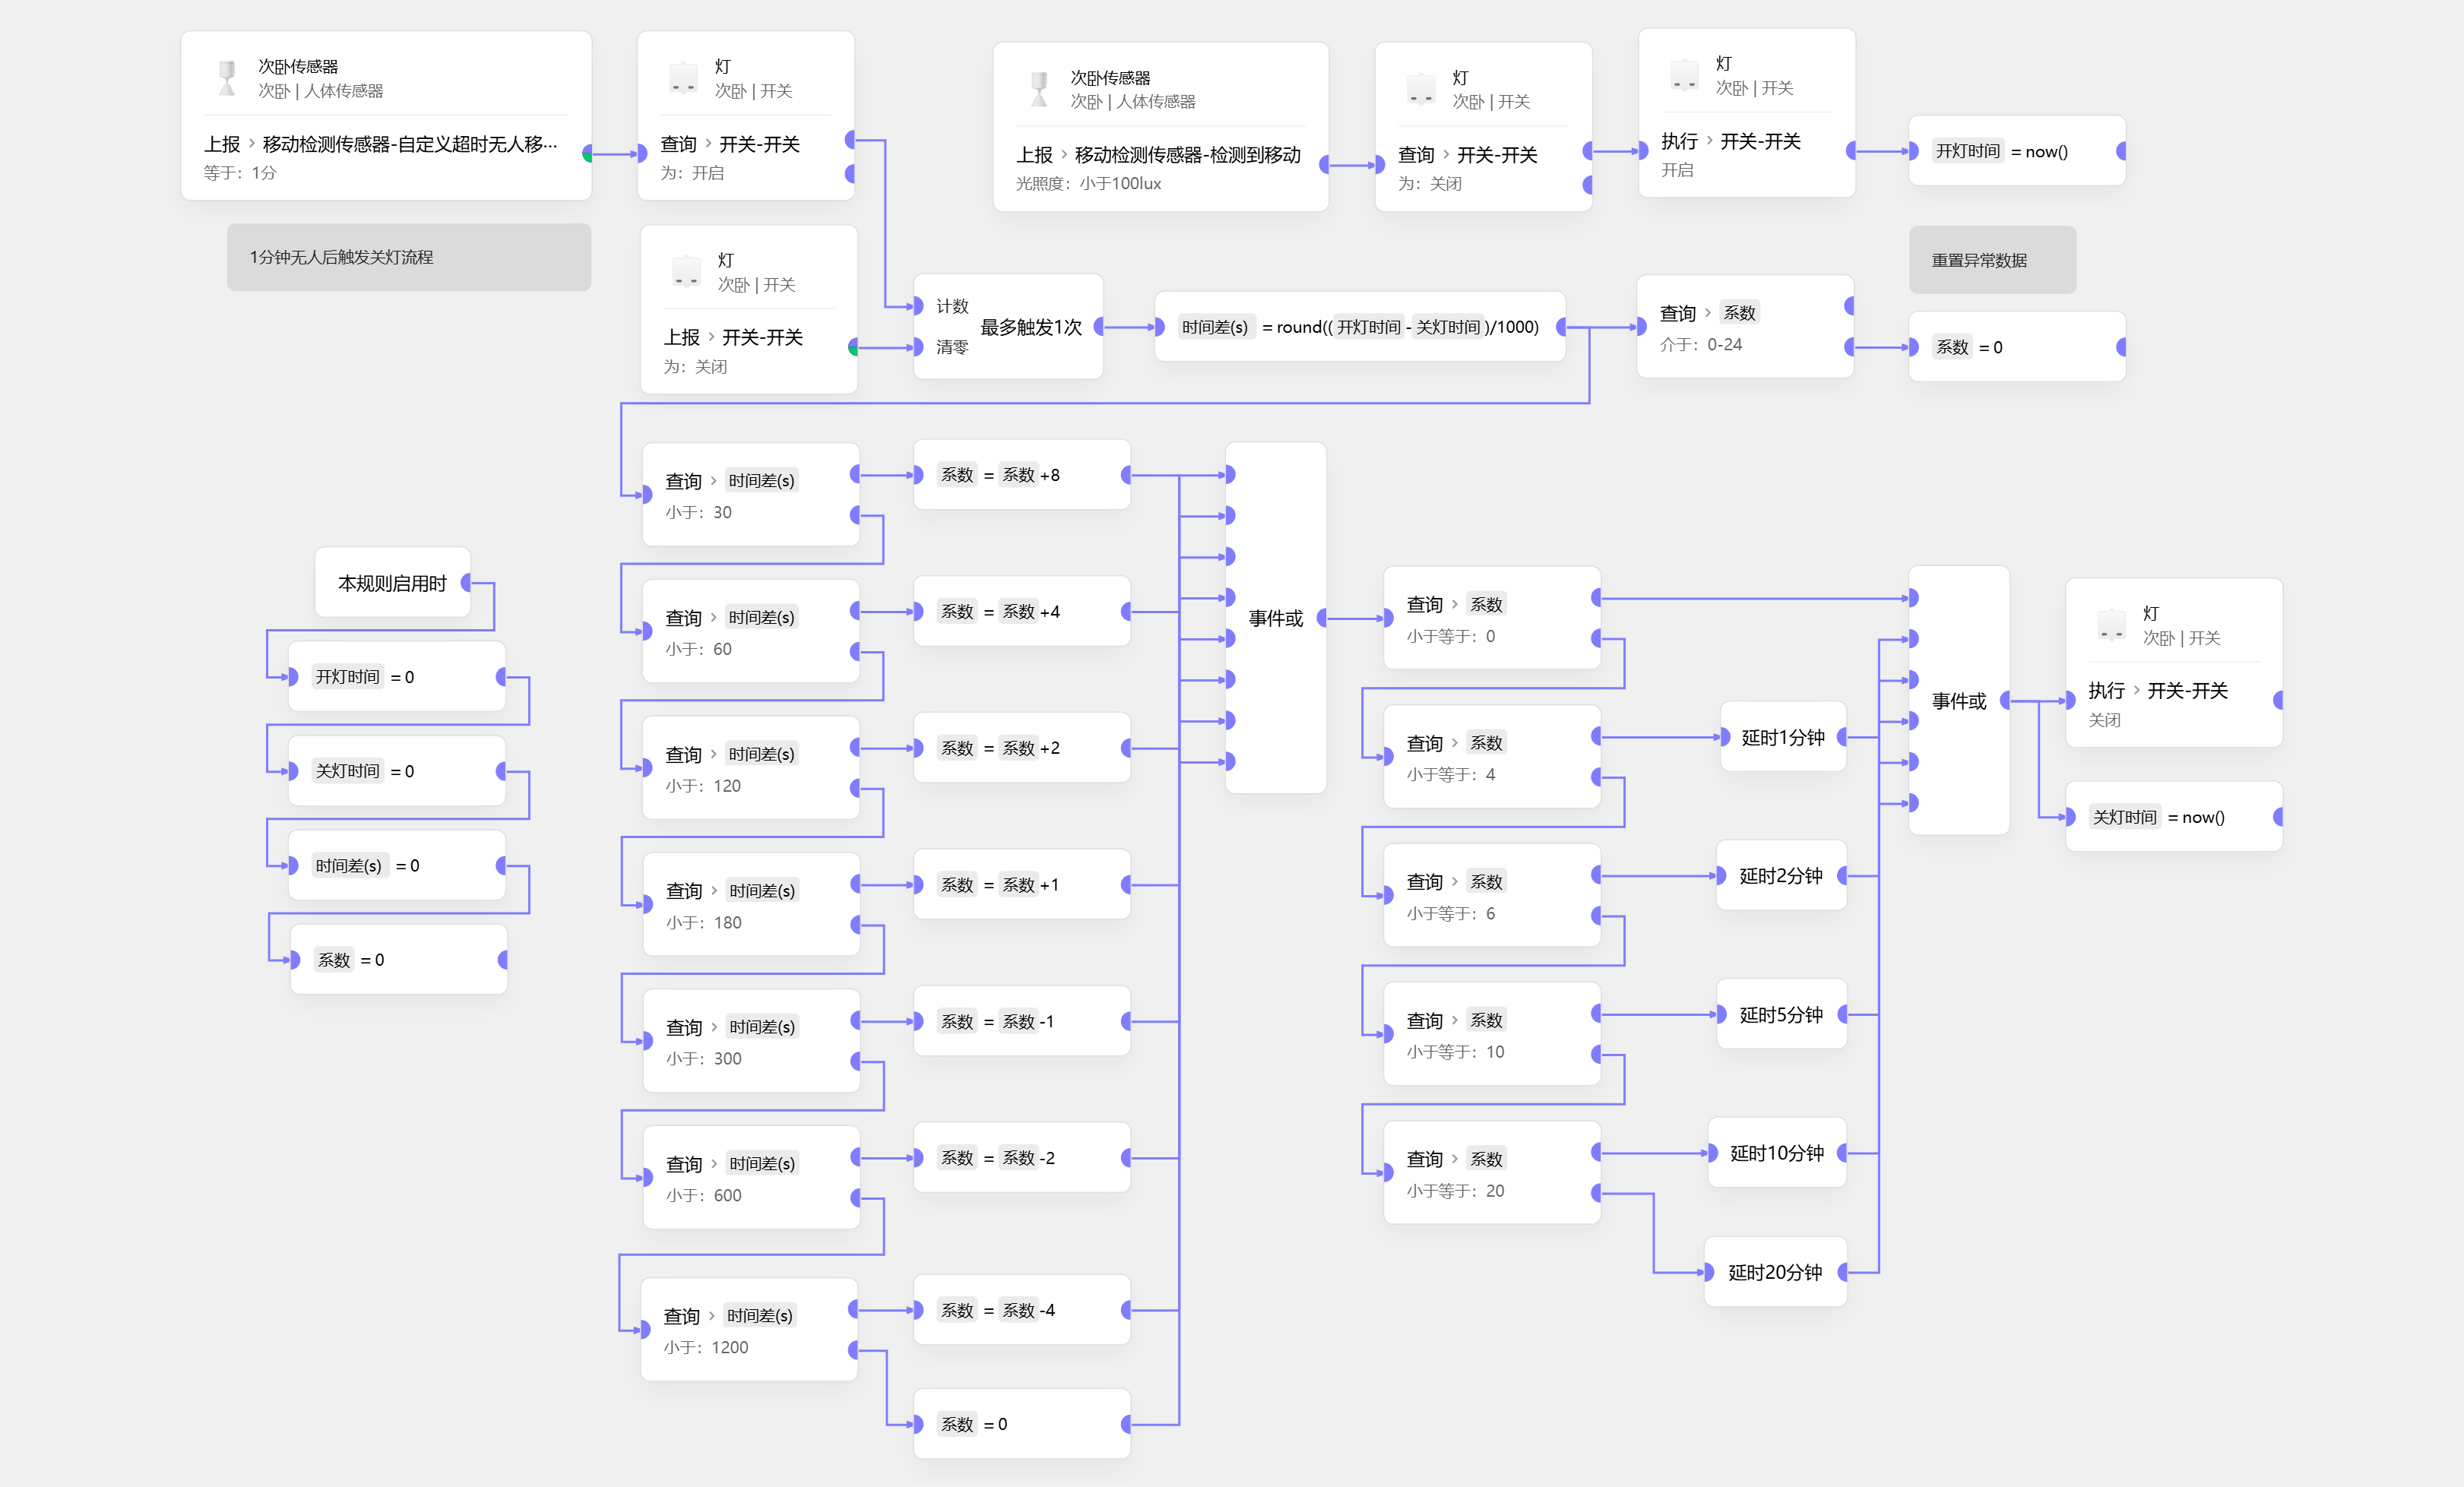 次卧传感器
次卧 | 人体传感器
上报 > 移动检测传感器-自定义超时无人移···
等于：1分
灯
次卧 | 开关
查询 > 开关-开关
为：开启
次卧传感器
次卧 | 人体传感器
上报 > 移动检测传感器-检测到移动
光照度：小于100lux
灯
次卧 | 开关
查询 > 开关-开关
为：关闭
灯
次卧 | 开关
执行 > 开关-开关
开启
开灯时间 = now()
1分钟无人后触发关灯流程
灯
次卧 | 开关
上报 > 开关-开关
为：关闭
计数
最多触发1次
清零
时间差(s) = round((开灯时间 - 关灯时间)/1000)
查询 > 系数
介于：0-24
重置异常数据
系数 = 0
查询 > 时间差(s)
小于：30
系数 = 系数+8
查询 > 时间差(s)
小于：60
系数 = 系数+4
查询 > 时间差(s)
小于：120
系数 = 系数+2
查询 > 时间差(s)
小于：180
系数 = 系数+1
查询 > 时间差(s)
小于：300
系数 = 系数-1
查询 > 时间差(s)
小于：600
系数 = 系数-2
查询 > 时间差(s)
小于：1200
系数 = 系数-4
系数 = 0
本规则启用时
开灯时间 = 0
关灯时间 = 0
时间差(s) = 0
系数 = 0
事件或
查询 > 系数
小于等于：0
查询 > 系数
小于等于：4
延时1分钟
查询 > 系数
小于等于：6
延时2分钟
查询 > 系数
小于等于：10
延时5分钟
查询 > 系数
小于等于：20
延时10分钟
延时20分钟
事件或
灯
次卧 | 开关
执行 > 开关-开关
关闭
关灯时间 = now()